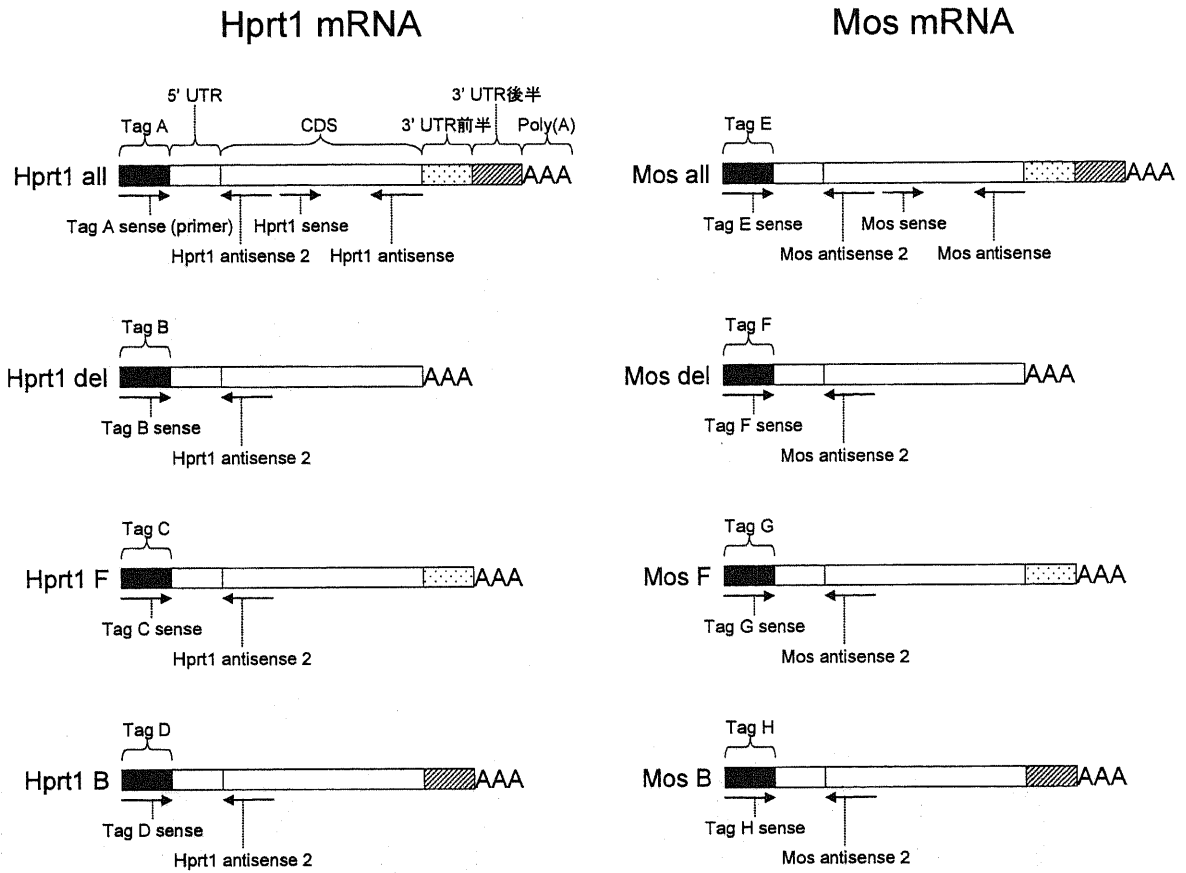 Hprt1 mRNA
Mos mRNA
5' UTR
3' UTR後半
Tag A
CDS
3' UTR前半
Poly(A)
Hprt1 all
AAA
Tag A sense (primer)
Hprt1 sense
Hprt1 antisense 2
Hprt1 antisense
Tag E
Mos all
AAA
Tag E sense
Mos sense
Mos antisense 2
Mos antisense
Tag B
Hprt1 del
AAA
Tag B sense
Hprt1 antisense 2
Tag F
Mos del
AAA
Tag F sense
Mos antisense 2
Tag C
Hprt1 F
AAA
Tag C sense
Hprt1 antisense 2
Tag G
Mos F
AAA
Tag G sense
Mos antisense 2
Tag D
Hprt1 B
AAA
Tag D sense
Hprt1 antisense 2
Tag H
Mos B
AAA
Tag H sense
Mos antisense 2